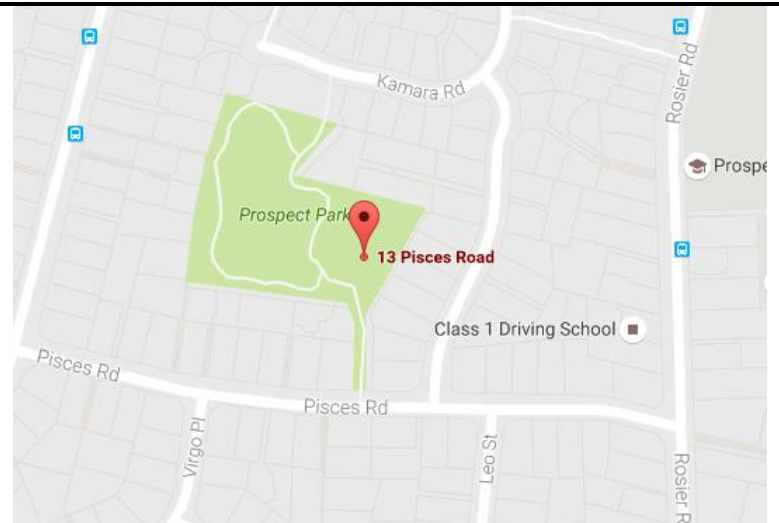 Kamara Rd
Rosier Rd
Prospe
Prospect Park
13 Pisces Road
Class 1 Driving School
Pisces Rd
Pisces Rd
Virgo Pl
Leo St
Rosier R